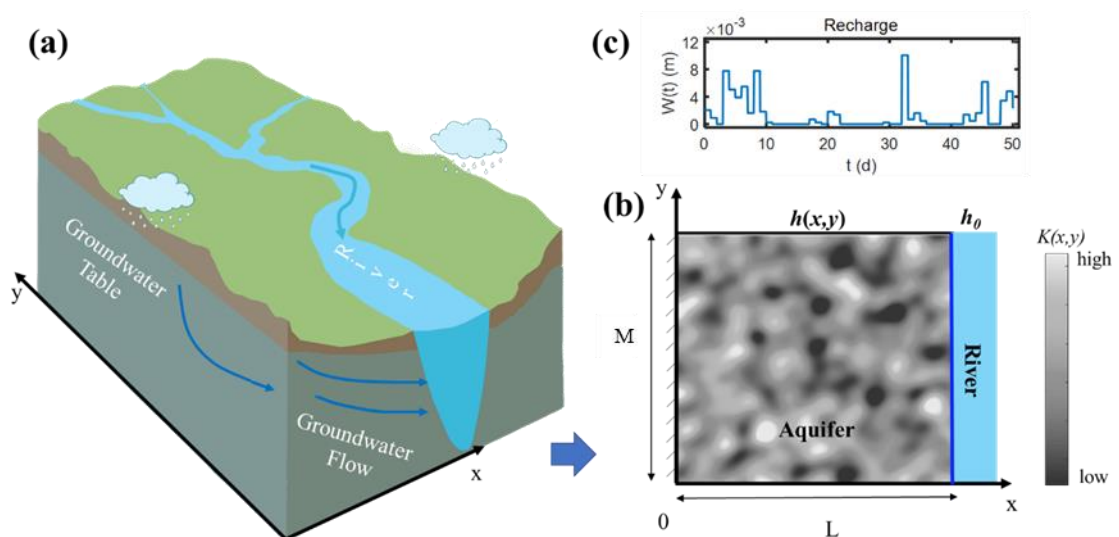 (a)
River
Groundwater
Table
y
Groundwater
Flow
x
(c)
×10⁻³
Recharge
W(t) (m)
12
8
4
0
0 10 20 30 40 50
t (d)
(b)
y
h(x,y) h₀
K(x,y)
high
M
River
Aquifer
low
x
0
L